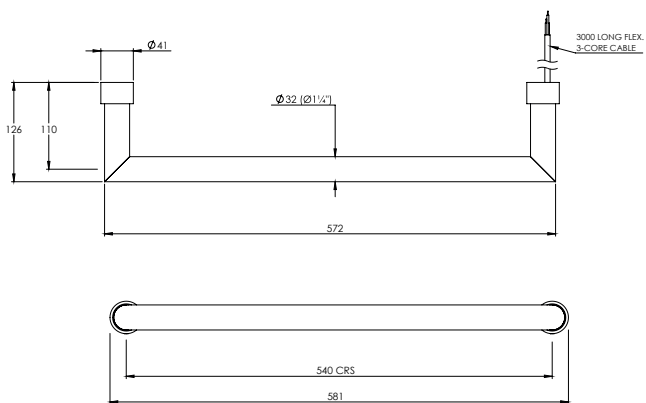 3000 LONG FLEX.
3-CORE CABLE
Ø41
Ø32 (Ø1¼")
126
110
572
540 CRS
581